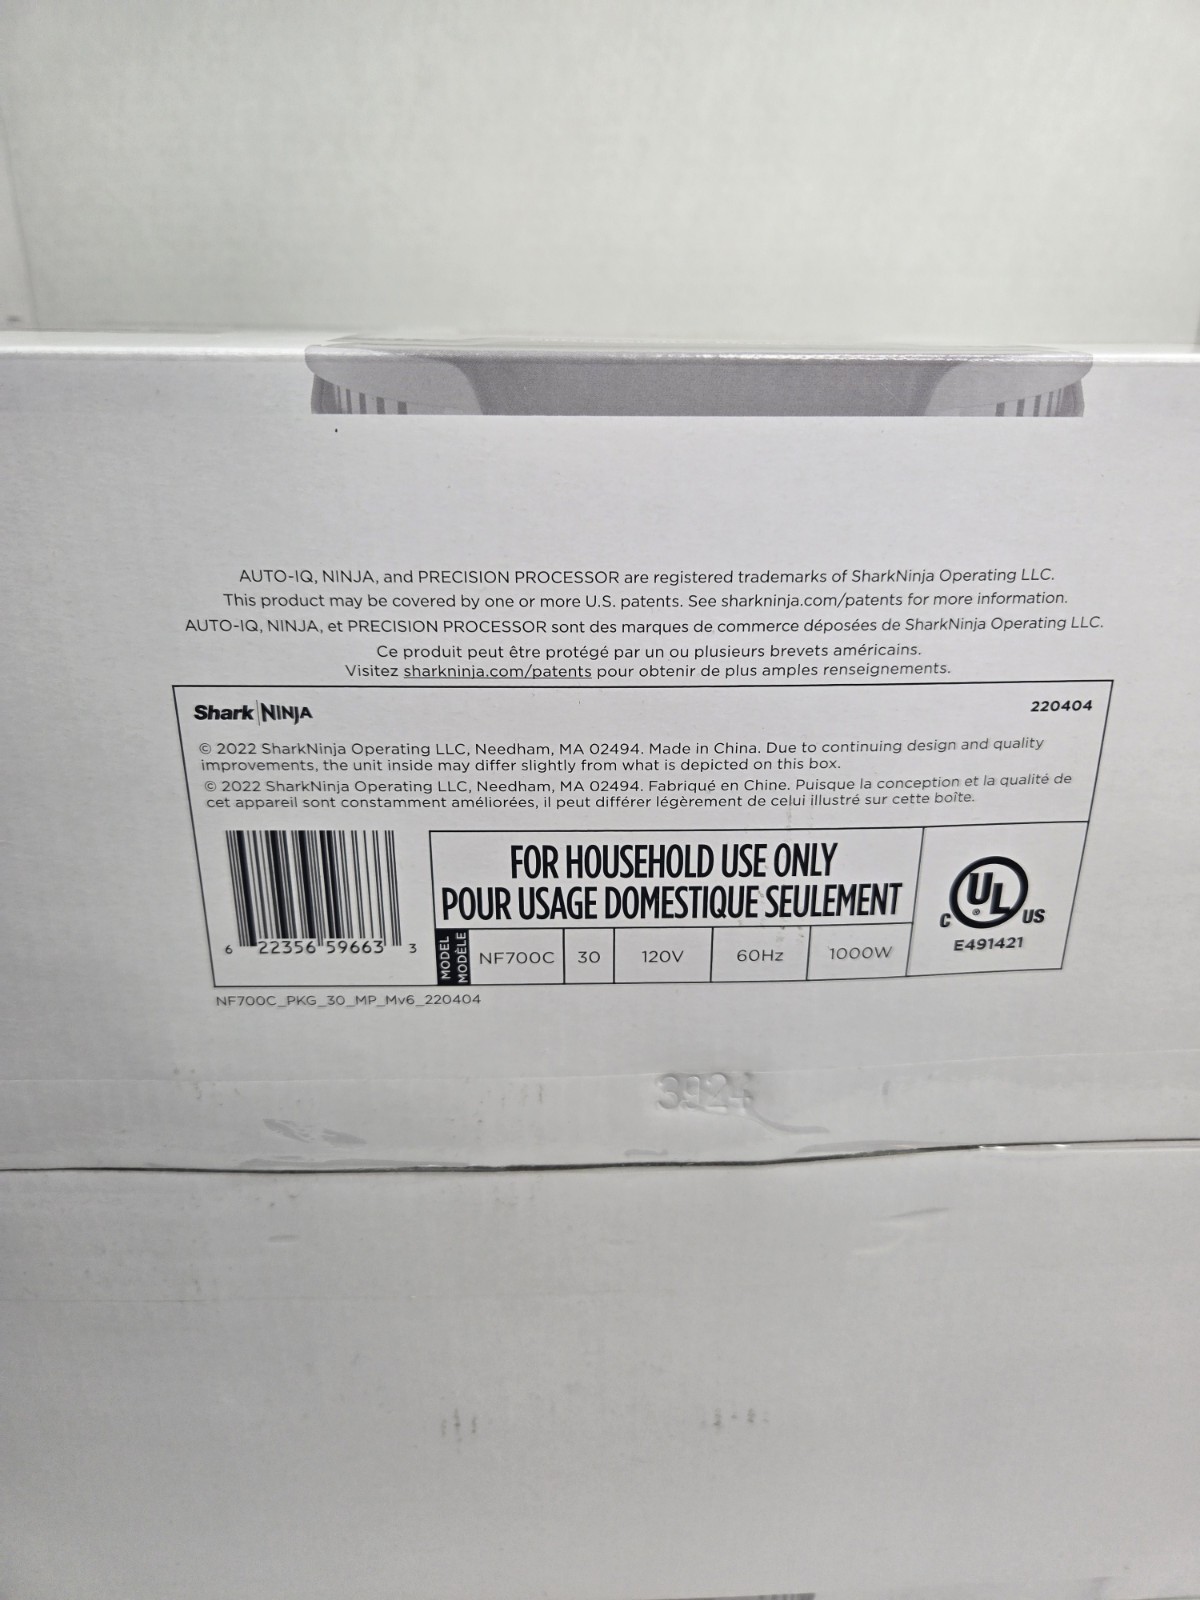 AUTO-IQ, NINJA, and PRECISION PROCESSOR are registered trademarks of SharkNinja Operating LLC.
This product may be covered by one or more U.S. patents. See sharkninja.com/patents for more information.
AUTO-IQ, NINJA, et PRECISION PROCESSOR sont des marques de commerce déposées de SharkNinja Operating LLC.
Ce produit peut être protégé par un ou plusieurs brevets américains.
Visitez sharkninja.com/patents pour obtenir de plus amples renseignements.
Shark NINJA
220404
© 2022 SharkNinja Operating LLC, Needham, MA 02494. Made in China. Due to continuing design and quality
improvements, the unit inside may differ slightly from what is depicted on this box.
© 2022 SharkNinja Operating LLC, Needham, MA 02494. Fabriqué en Chine. Puisque la conception et la qualité de
cet appareil sont constamment améliorées, il peut différer légèrement de celui illustré sur cette boîte.
FOR HOUSEHOLD USE ONLY
POUR USAGE DOMESTIQUE SEULEMENT
C UL ® US
E491421
MODEL
MODÈLE
NF700C 30 120V 60Hz 1000W
6 22356 59663 3
NF700C_PKG_30_MP_Mv6_220404
3924